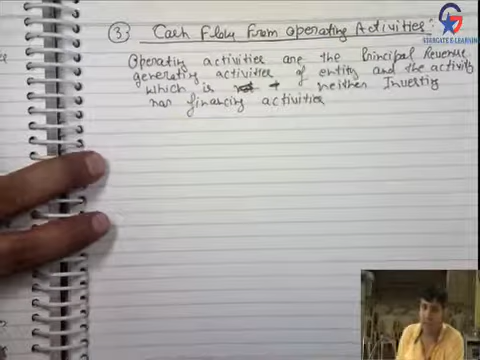 STARGATE E-LEARNING
③ Cash Flow From Operating Activities :
Operating activities are the Principal Revenue
generating activities of entity and the activity
which is neither Investing
nor financing activities